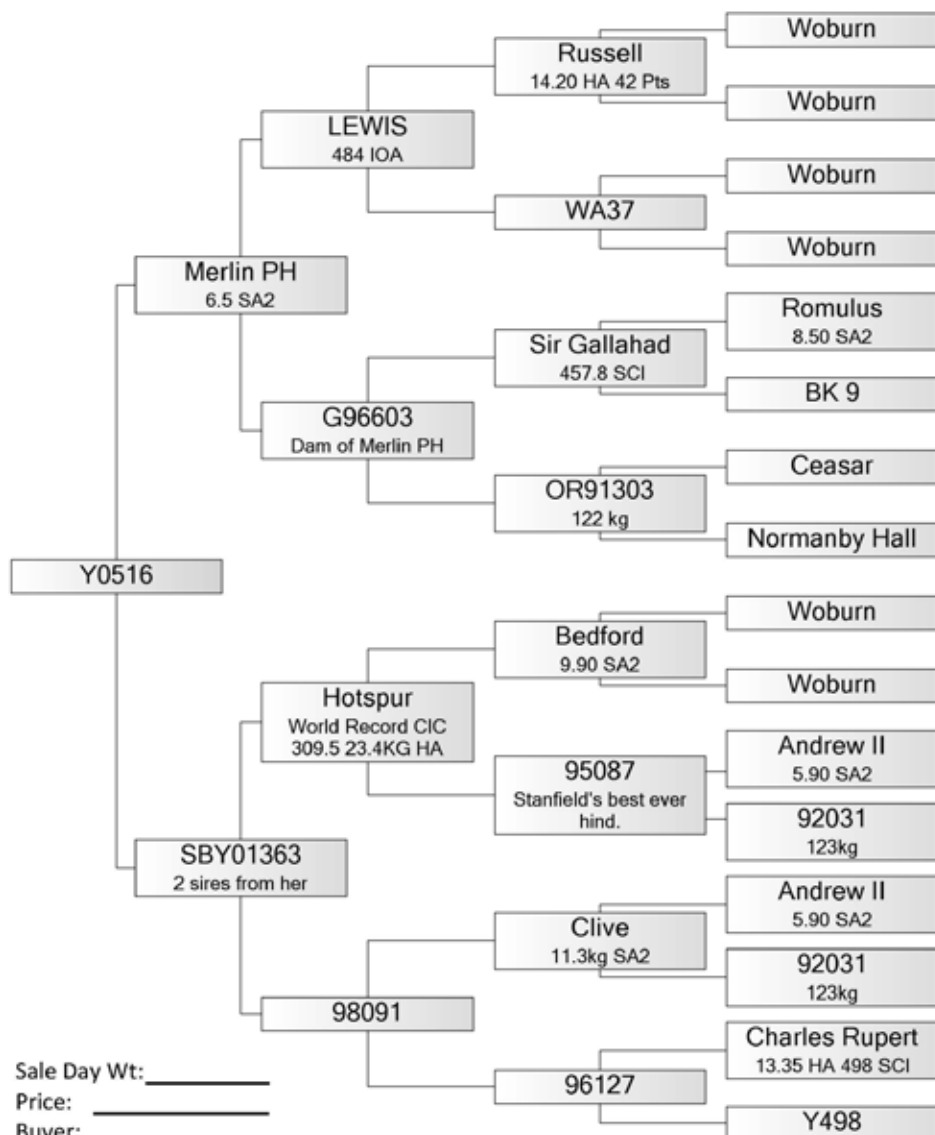 Woburn
Russell
14.20 HA 42 Pts
Woburn
LEWIS
484 IOA
Woburn
WA37
Woburn
Merlin PH
6.5 SA2
Romulus
8.50 SA2
Sir Gallahad
457.8 SCI
BK 9
G96603
Dam of Merlin PH
Ceasar
OR91303
122 kg
Normanby Hall
Y0516
Woburn
Bedford
9.90 SA2
Woburn
Hotspur
World Record CIC
309.5 23.4KG HA
Andrew II
5.90 SA2
95087
Stanfield's best ever
hind.
92031
123kg
SBY01363
2 sires from her
Andrew II
5.90 SA2
Clive
11.3kg SA2
92031
123kg
98091
Charles Rupert
13.35 HA 498 SCI
96127
Y498
Sale Day Wt:
Price:
Buyer: